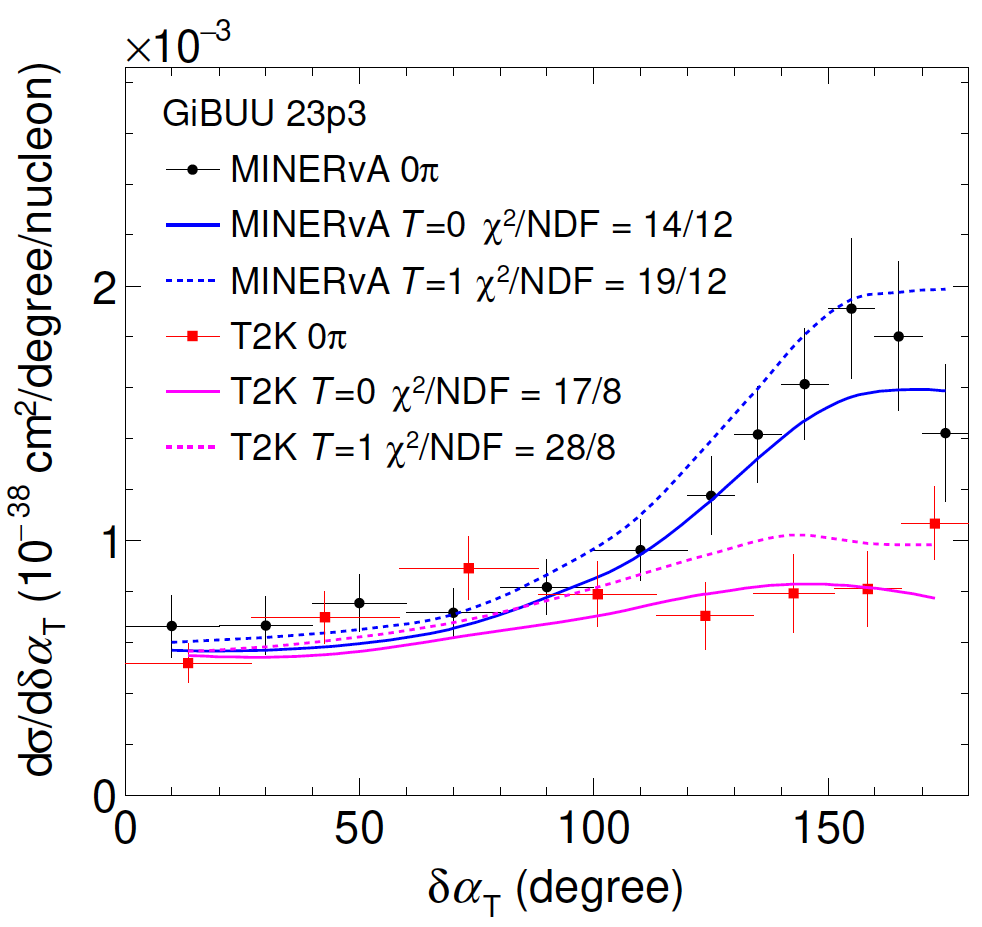 ×10⁻³
GiBUU 23p3
MINERvA 0π
MINERvA T=0 χ²/NDF = 14/12
MINERvA T=1 χ²/NDF = 19/12
T2K 0π
T2K T=0 χ²/NDF = 17/8
T2K T=1 χ²/NDF = 28/8
2
1
0
0 50 100 150
δα_T (degree)
dσ/dδα_T (10⁻³⁸ cm²/degree/nucleon)